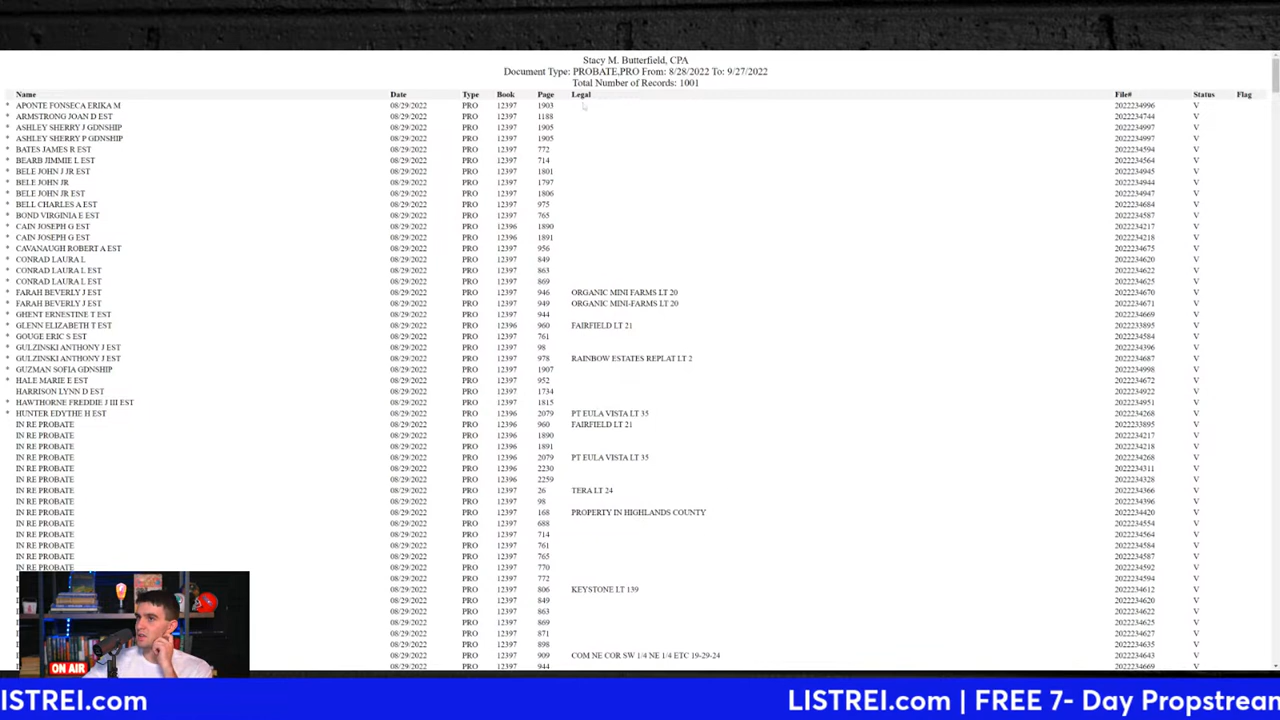 Stacy M. Butterfield, CPA
Document Type: PROBATE,PRO From: 8/28/2022 To: 9/27/2022
Total Number of Records: 1001
Name Date Type Book Page Legal File# Status Flag
* APONTE FONSECA ERIKA M 08/29/2022 PRO 12397 1903 2022234996 V
* ARMSTRONG JOAN D EST 08/29/2022 PRO 12397 1188 2022234744 V
* ASHLEY SHERRY J GDNSHIP 08/29/2022 PRO 12397 1905 2022234997 V
* ASHLEY SHERRY P GDNSHIP 08/29/2022 PRO 12397 1905 2022234997 V
* BATES JAMES R EST 08/29/2022 PRO 12397 772 2022234594 V
* BEARB JIMMIE L EST 08/29/2022 PRO 12397 714 2022234564 V
* BELE JOHN J JR EST 08/29/2022 PRO 12397 1801 2022234945 V
* BELE JOHN JR 08/29/2022 PRO 12397 1797 2022234944 V
* BELE JOHN JR EST 08/29/2022 PRO 12397 1806 2022234947 V
* BELL CHARLES A EST 08/29/2022 PRO 12397 975 2022234684 V
* BOND VIRGINIA E EST 08/29/2022 PRO 12397 765 2022234587 V
* CAIN JOSEPH G EST 08/29/2022 PRO 12396 1890 2022234217 V
* CAIN JOSEPH G EST 08/29/2022 PRO 12396 1891 2022234218 V
* CAVANAUGH ROBERT A EST 08/29/2022 PRO 12397 956 2022234675 V
* CONRAD LAURA L 08/29/2022 PRO 12397 849 2022234620 V
* CONRAD LAURA L EST 08/29/2022 PRO 12397 863 2022234622 V
* CONRAD LAURA L EST 08/29/2022 PRO 12397 869 2022234625 V
* FARAH BEVERLY J EST 08/29/2022 PRO 12397 946 ORGANIC MINI FARMS LT 20 2022234670 V
* FARAH BEVERLY J EST 08/29/2022 PRO 12397 949 ORGANIC MINI-FARMS LT 20 2022234671 V
* GHENT ERNESTINE T EST 08/29/2022 PRO 12397 944 2022234669 V
* GLENN ELIZABETH T EST 08/29/2022 PRO 12396 960 FAIRFIELD LT 21 2022233895 V
* GOUGE ERIC S EST 08/29/2022 PRO 12397 761 2022234584 V
* GULZINSKI ANTHONY J EST 08/29/2022 PRO 12397 98 2022234396 V
* GULZINSKI ANTHONY J EST 08/29/2022 PRO 12397 978 RAINBOW ESTATES REPLAT LT 2 2022234687 V
* GUZMAN SOFIA GDNSHIP 08/29/2022 PRO 12397 1907 2022234998 V
* HALE MARIE E EST 08/29/2022 PRO 12397 952 2022234672 V
HARRISON LYNN D EST 08/29/2022 PRO 12397 1734 2022234922 V
* HAWTHORNE FREDDIE J III EST 08/29/2022 PRO 12397 1815 2022234951 V
* HUNTER EDYTHE H EST 08/29/2022 PRO 12396 2079 PT EULA VISTA LT 35 2022234268 V
IN RE PROBATE 08/29/2022 PRO 12396 960 FAIRFIELD LT 21 2022233895 V
IN RE PROBATE 08/29/2022 PRO 12396 1890 2022234217 V
IN RE PROBATE 08/29/2022 PRO 12396 1891 2022234218 V
IN RE PROBATE 08/29/2022 PRO 12396 2079 PT EULA VISTA LT 35 2022234268 V
IN RE PROBATE 08/29/2022 PRO 12396 2230 2022234311 V
IN RE PROBATE 08/29/2022 PRO 12396 2259 2022234328 V
IN RE PROBATE 08/29/2022 PRO 12397 26 TERA LT 24 2022234366 V
IN RE PROBATE 08/29/2022 PRO 12397 98 2022234396 V
IN RE PROBATE 08/29/2022 PRO 12397 168 PROPERTY IN HIGHLANDS COUNTY 2022234420 V
IN RE PROBATE 08/29/2022 PRO 12397 688 2022234554 V
IN RE PROBATE 08/29/2022 PRO 12397 714 2022234564 V
IN RE PROBATE 08/29/2022 PRO 12397 761 2022234584 V
IN RE PROBATE 08/29/2022 PRO 12397 765 2022234587 V
IN RE PROBATE 08/29/2022 PRO 12397 770 2022234592 V
08/29/2022 PRO 12397 772 2022234594 V
08/29/2022 PRO 12397 806 KEYSTONE LT 139 2022234612 V
08/29/2022 PRO 12397 849 2022234620 V
08/29/2022 PRO 12397 863 2022234622 V
08/29/2022 PRO 12397 869 2022234625 V
08/29/2022 PRO 12397 871 2022234627 V
08/29/2022 PRO 12397 898 2022234635 V
08/29/2022 PRO 12397 909 COM NE COR SW 1/4 NE 1/4 ETC 19-29-24 2022234643 V
08/29/2022 PRO 12397 944 2022234669 V
ON AIR
ISTREI.com LISTREI.com | FREE 7- Day Propstrean